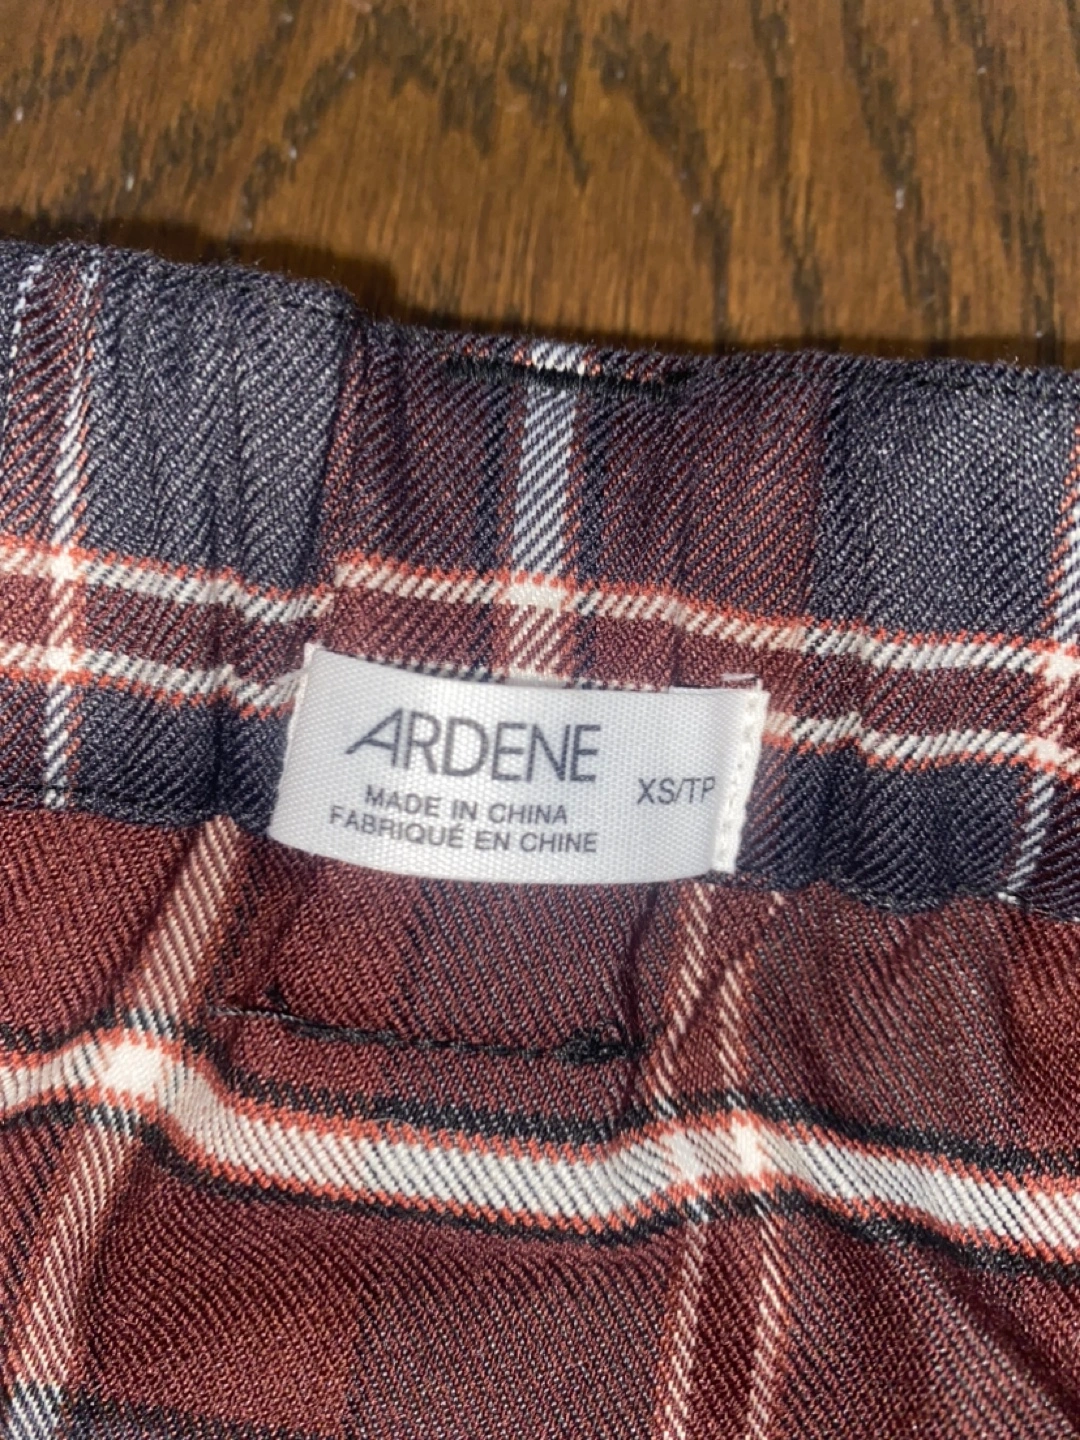 ARDENE
XS/TP
MADE IN CHINA
FABRIQUÉ EN CHINE